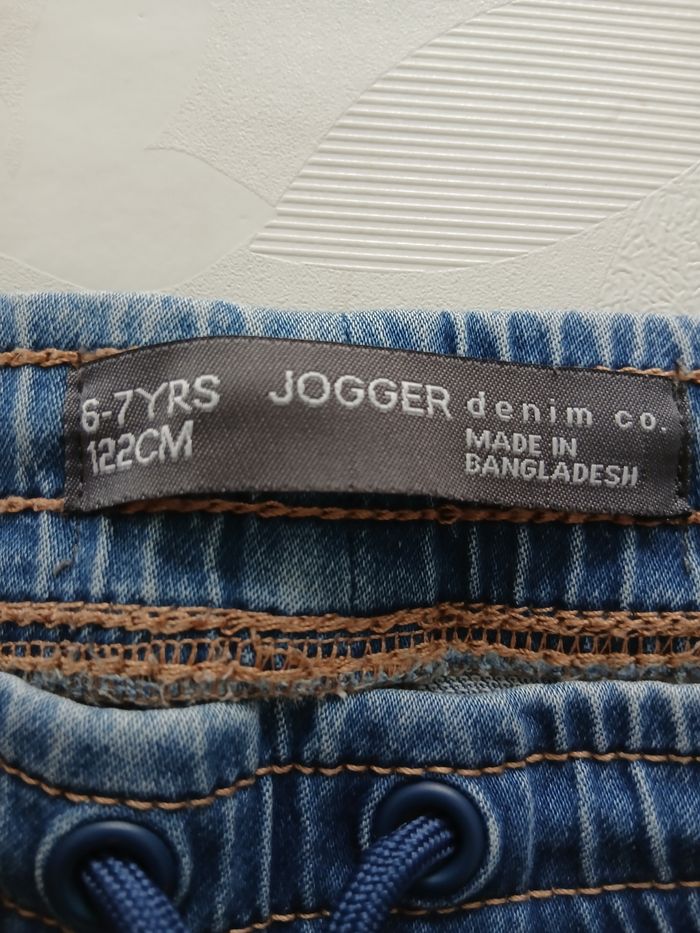 6-7YRS
122CM
JOGGER denim co.
MADE IN
BANGLADESH